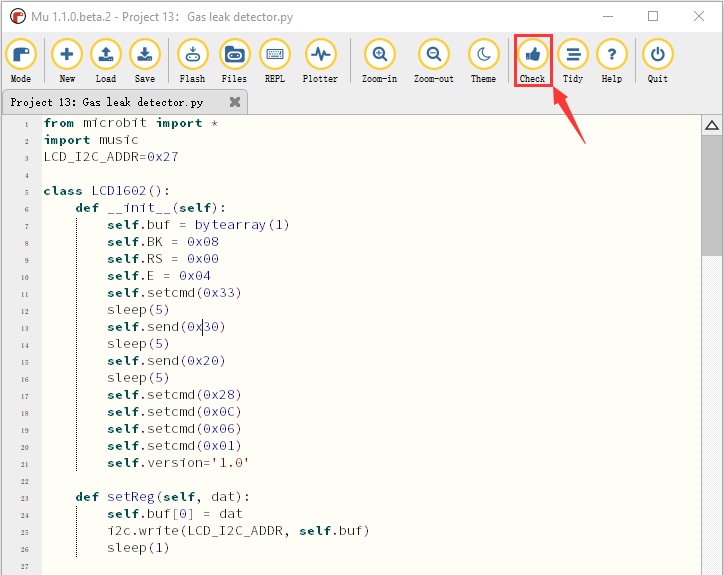 Mu 1.1.0.beta.2 - Project 13: Gas leak detector.py
Mode New Load Save Flash Files REPL Plotter Zoom-in Zoom-out Theme Check Tidy Help Quit
Project 13: Gas leak detector.py
1 from microbit import *
2 import music
3 LCD_I2C_ADDR=0x27
4
5 class LCD1602():
6 def __init__(self):
7 self.buf = bytearray(1)
8 self.BK = 0x08
9 self.RS = 0x00
10 self.E = 0x04
11 self.setcmd(0x33)
12 sleep(5)
13 self.send(0x30)
14 sleep(5)
15 self.send(0x20)
16 sleep(5)
17 self.setcmd(0x28)
18 self.setcmd(0x0C)
19 self.setcmd(0x06)
20 self.setcmd(0x01)
21 self.version='1.0'
22
23 def setReg(self, dat):
24 self.buf[0] = dat
25 i2c.write(LCD_I2C_ADDR, self.buf)
26 sleep(1)
27